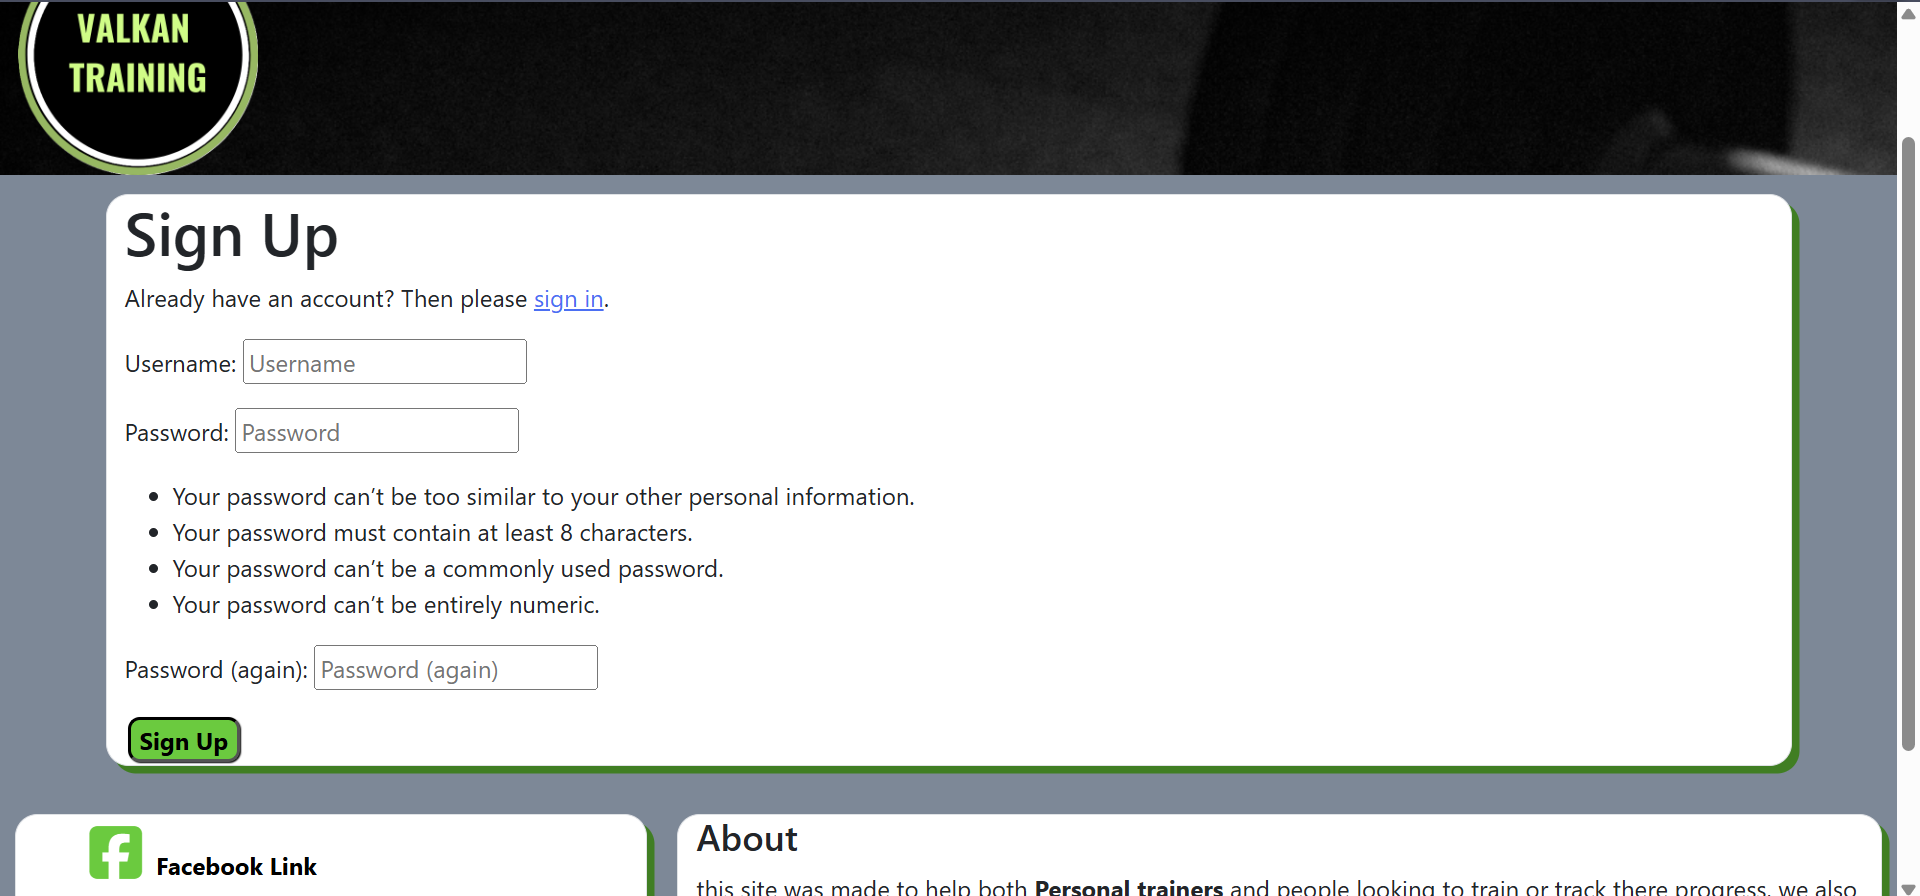 VALKAN
TRAINING
Sign Up
Already have an account? Then please sign in.
Username: Username
Password: Password
• Your password can’t be too similar to your other personal information.
• Your password must contain at least 8 characters.
• Your password can’t be a commonly used password.
• Your password can’t be entirely numeric.
Password (again): Password (again)
Sign Up
Facebook Link
About
this site was made to help both Personal trainers and people looking to train or track there progress, we also